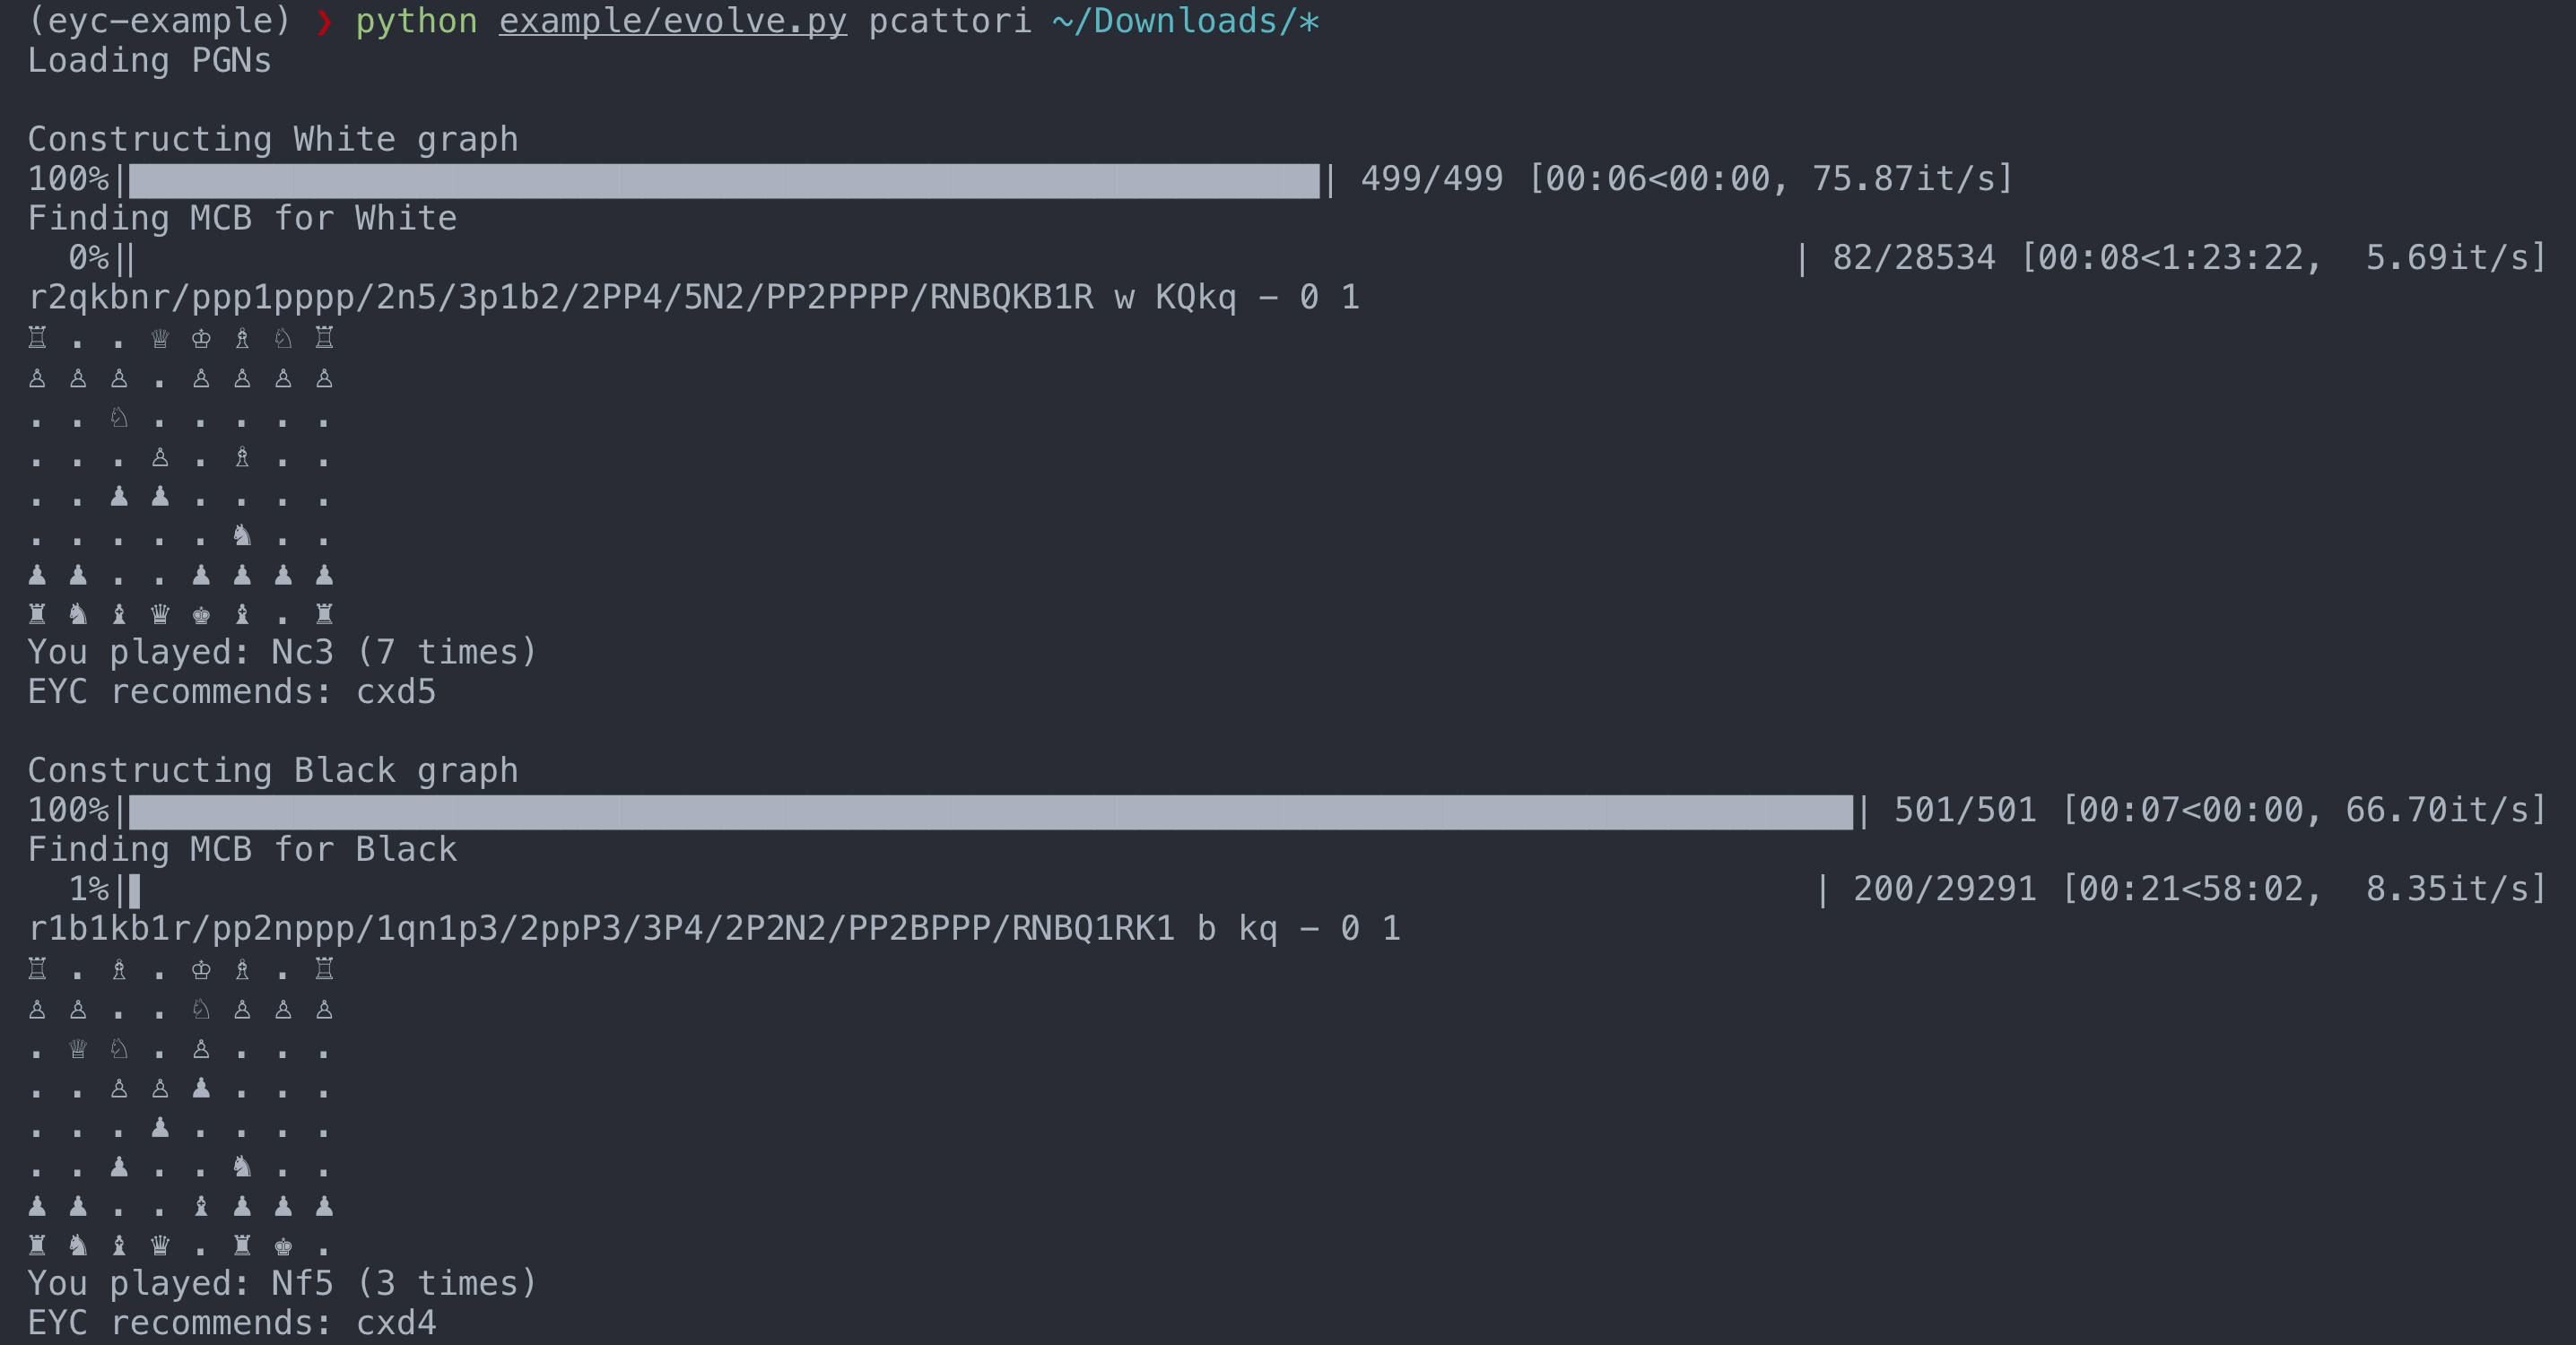 (eyc-example) ❯ python example/evolve.py pcattori ~/Downloads/*
Loading PGNs
Constructing White graph
100%|██████████| 499/499 [00:06<00:00, 75.87it/s]
Finding MCB for White
0%|| | 82/28534 [00:08<1:23:22, 5.69it/s]
r2qkbnr/ppp1pppp/2n5/3p1b2/2PP4/5N2/PP2PPPP/RNBQKB1R w KQkq - 0 1
♖ . . ♕ ♔ ♗ ♘ ♖
♙ ♙ ♙ . ♙ ♙ ♙ ♙
. . ♘ . . . . .
. . . ♙ . ♗ . .
. . ♟ ♟ . . . .
. . . . . ♞ . .
♟ ♟ . . ♟ ♟ ♟ ♟
♜ ♞ ♝ ♛ ♚ ♝ . ♜
You played: Nc3 (7 times)
EYC recommends: cxd5
Constructing Black graph
100%|██████████| 501/501 [00:07<00:00, 66.70it/s]
Finding MCB for Black
1%|▌ | 200/29291 [00:21<58:02, 8.35it/s]
r1b1kb1r/pp2nppp/1qn1p3/2ppP3/3P4/2P2N2/PP2BPPP/RNBQ1RK1 b kq - 0 1
♖ . ♗ . ♔ ♗ . ♖
♙ ♙ . . ♘ ♙ ♙ ♙
. ♕ ♘ . ♙ . . .
. . ♙ ♙ ♟ . . .
. . . ♟ . . . .
. . ♟ . . ♞ . .
♟ ♟ . . ♝ ♟ ♟ ♟
♜ ♞ ♝ ♛ . ♜ ♚ .
You played: Nf5 (3 times)
EYC recommends: cxd4